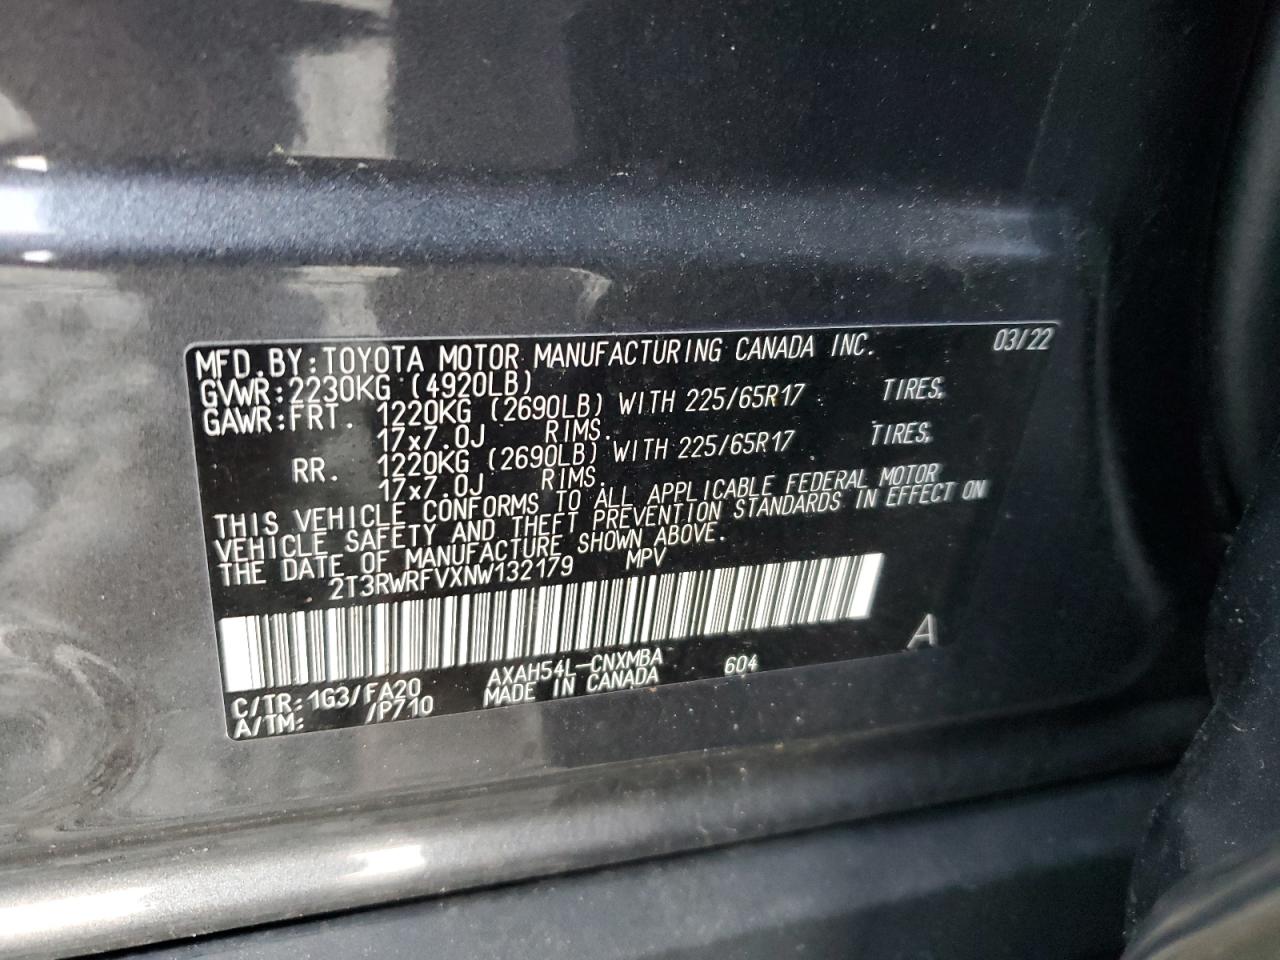 MFD.BY:TOYOTA MOTOR MANUFACTURING CANADA INC. 03/22
GVWR:2230KG (4920LB)
GAWR:FRT. 1220KG (2690LB) WITH 225/65R17 TIRES,
17x7.0J RIMS.
RR. 1220KG (2690LB) WITH 225/65R17 TIRES,
17x7.0J RIMS.
THIS VEHICLE CONFORMS TO ALL APPLICABLE FEDERAL MOTOR
VEHICLE SAFETY AND THEFT PREVENTION STANDARDS IN EFFECT ON
THE DATE OF MANUFACTURE SHOWN ABOVE.
2T3RWRFVXNW132179 MPV
A
C/TR:1G3/FA20 AXAH54L-CNXMBA 604
A/TM: /P710 MADE IN CANADA